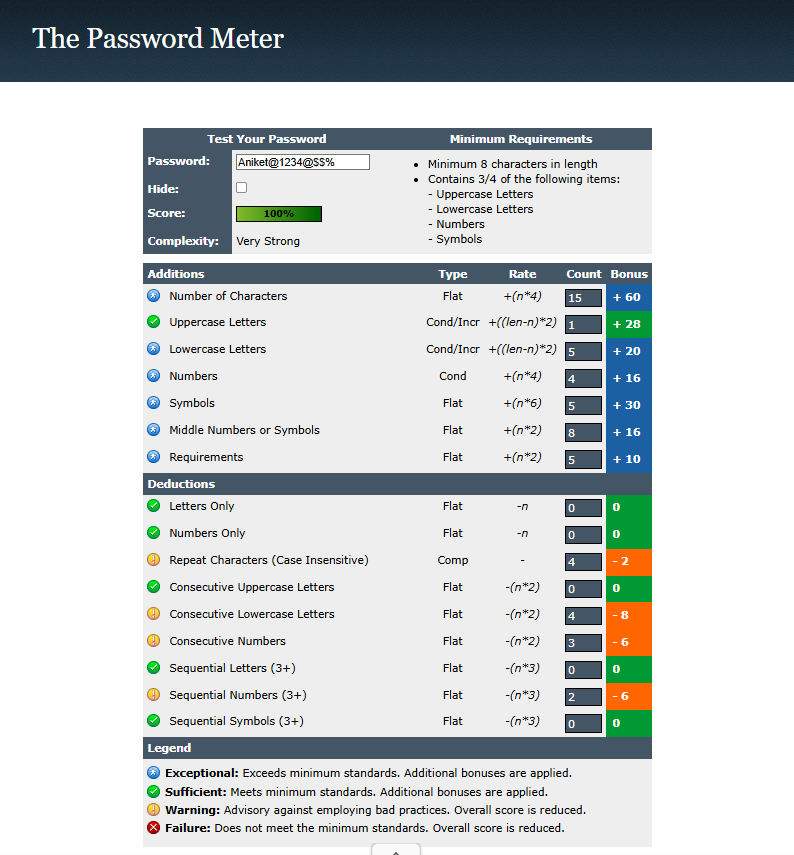 The Password Meter
Test Your Password Minimum Requirements
Password: Aniket@1234@$$%
• Minimum 8 characters in length
• Contains 3/4 of the following items:
- Uppercase Letters
- Lowercase Letters
- Numbers
- Symbols
Hide:
Score: 100%
Complexity: Very Strong
Additions Type Rate Count Bonus
Number of Characters Flat +(n*4) 15 + 60
Uppercase Letters Cond/Incr +((len-n)*2) 1 + 28
Lowercase Letters Cond/Incr +((len-n)*2) 5 + 20
Numbers Cond +(n*4) 4 + 16
Symbols Flat +(n*6) 5 + 30
Middle Numbers or Symbols Flat +(n*2) 8 + 16
Requirements Flat +(n*2) 5 + 10
Deductions
Letters Only Flat -n 0 0
Numbers Only Flat -n 0 0
Repeat Characters (Case Insensitive) Comp - 4 - 2
Consecutive Uppercase Letters Flat -(n*2) 0 0
Consecutive Lowercase Letters Flat -(n*2) 4 - 8
Consecutive Numbers Flat -(n*2) 3 - 6
Sequential Letters (3+) Flat -(n*3) 0 0
Sequential Numbers (3+) Flat -(n*3) 2 - 6
Sequential Symbols (3+) Flat -(n*3) 0 0
Legend
Exceptional: Exceeds minimum standards. Additional bonuses are applied.
Sufficient: Meets minimum standards. Additional bonuses are applied.
Warning: Advisory against employing bad practices. Overall score is reduced.
Failure: Does not meet the minimum standards. Overall score is reduced.